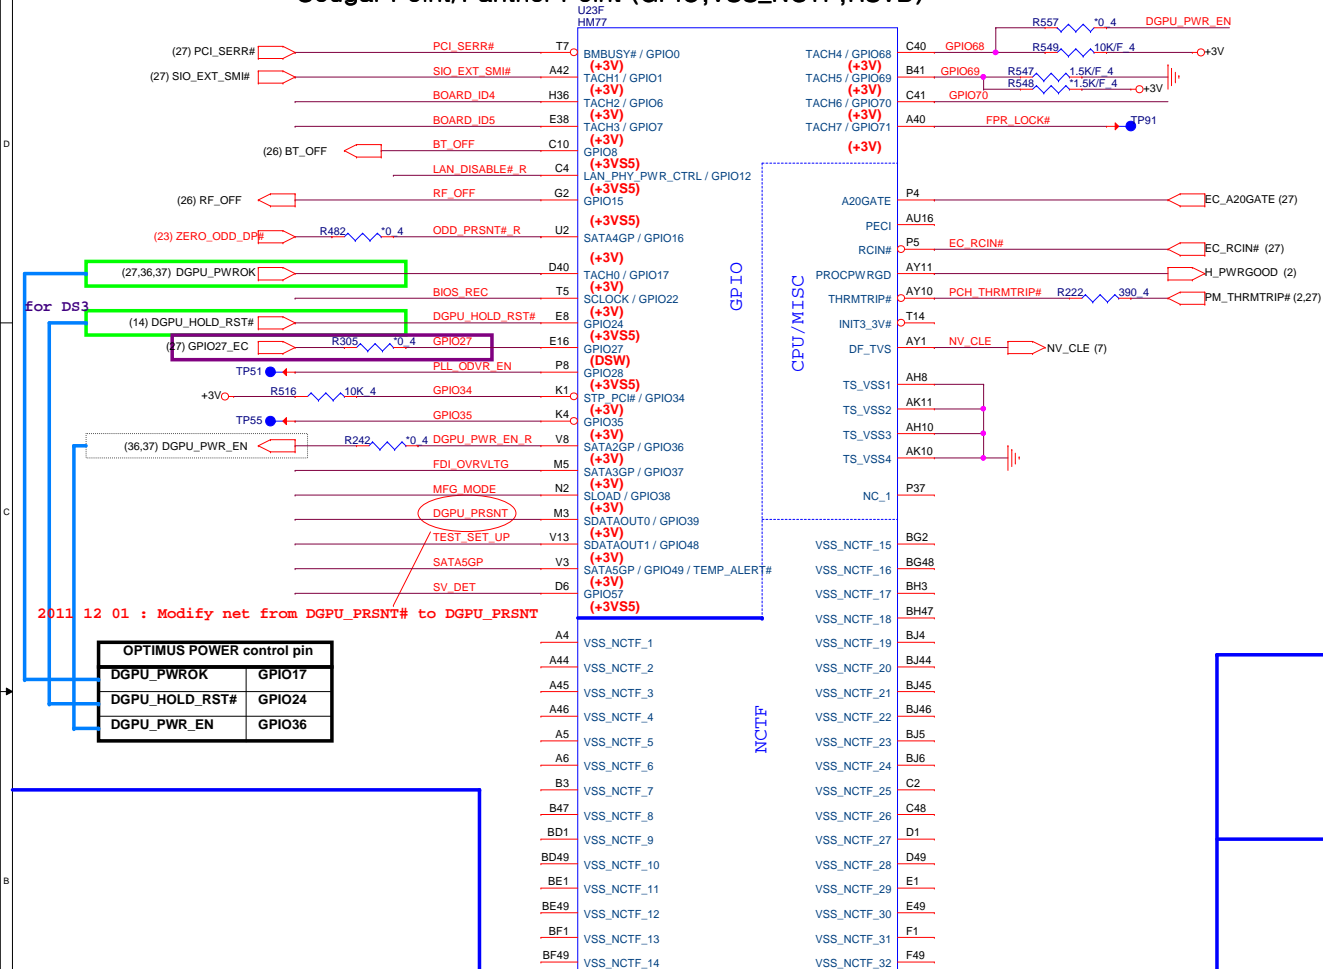 U23F
HM77
(27) PCI_SERR# PCI_SERR# T7 BMBUSY# / GPIO0
(+3V)
(27) SIO_EXT_SMI# SIO_EXT_SMI# A42 TACH1 / GPIO1
(+3V)
BOARD_ID4 H36 TACH2 / GPIO6
(+3V)
BOARD_ID5 E38 TACH3 / GPIO7
(+3V)
(26) BT_OFF BT_OFF C10 GPIO8
(+3VS5)
LAN_DISABLE#_R C4 LAN_PHY_PWR_CTRL / GPIO12
(+3VS5)
(26) RF_OFF RF_OFF G2 GPIO15
(+3VS5)
(23) ZERO_ODD_DP# R482 *0_4 ODD_PRSNT#_R U2 SATA4GP / GPIO16
(+3V)
(27,36,37) DGPU_PWROK D40 TACH0 / GPIO17
(+3V)
for DS3
BIOS_REC T5 SCLOCK / GPIO22
(+3V)
(14) DGPU_HOLD_RST# DGPU_HOLD_RST# E8 GPIO24
(+3VS5)
(27) GPIO27_EC R305 *0_4 GPIO27 E16 GPIO27
(DSW)
TP51 PLL_ODVR_EN P8 GPIO28
(+3VS5)
+3V R516 10K_4 GPIO34 K1 STP_PCI# / GPIO34
(+3V)
TP55 GPIO35 K4 GPIO35
(+3V)
(36,37) DGPU_PWR_EN R242 *0_4 DGPU_PWR_EN_R V8 SATA2GP / GPIO36
(+3V)
FDI_OVRVLTG M5 SATA3GP / GPIO37
(+3V)
MFG_MODE N2 SLOAD / GPIO38
(+3V)
DGPU_PRSNT M3 SDATAOUT0 / GPIO39
(+3V)
TEST_SET_UP V13 SDATAOUT1 / GPIO48
(+3V)
SATA5GP V3 SATA5GP / GPIO49 / TEMP_ALERT#
(+3V)
SV_DET D6 GPIO57
(+3VS5)
2011 12 01 : Modify net from DGPU_PRSNT# to DGPU_PRSNT
OPTIMUS POWER control pin
DGPU_PWROK GPIO17
DGPU_HOLD_RST# GPIO24
DGPU_PWR_EN GPIO36
A4 VSS_NCTF_1
A44 VSS_NCTF_2
A45 VSS_NCTF_3
A46 VSS_NCTF_4
A5 VSS_NCTF_5
A6 VSS_NCTF_6
B3 VSS_NCTF_7
B47 VSS_NCTF_8
BD1 VSS_NCTF_9
BD49 VSS_NCTF_10
BE1 VSS_NCTF_11
BE49 VSS_NCTF_12
BF1 VSS_NCTF_13
BF49 VSS_NCTF_14
GPIO
CPU/MISC
NCTF
R557 *0_4 DGPU_PWR_EN
TACH4 / GPIO68 C40 GPIO68 R549 10K/F_4 +3V
(+3V)
TACH5 / GPIO69 B41 GPIO69 R547 1.5K/F_4
(+3V)
R548 *1.5K/F_4 +3V
TACH6 / GPIO70 C41 GPIO70
(+3V)
TACH7 / GPIO71 A40 FPR_LOCK# TP91
(+3V)
A20GATE P4 EC_A20GATE (27)
PECI AU16
RCIN# P5 EC_RCIN# EC_RCIN# (27)
PROCPWRGD AY11 H_PWRGOOD (2)
THRMTRIP# AY10 PCH_THRMTRIP# R222 390_4 PM_THRMTRIP# (2,27)
INIT3_3V# T14
DF_TVS AY1 NV_CLE NV_CLE (7)
TS_VSS1 AH8
TS_VSS2 AK11
TS_VSS3 AH10
TS_VSS4 AK10
NC_1 P37
VSS_NCTF_15 BG2
VSS_NCTF_16 BG48
VSS_NCTF_17 BH3
VSS_NCTF_18 BH47
VSS_NCTF_19 BJ4
VSS_NCTF_20 BJ44
VSS_NCTF_21 BJ45
VSS_NCTF_22 BJ46
VSS_NCTF_23 BJ5
VSS_NCTF_24 BJ6
VSS_NCTF_25 C2
VSS_NCTF_26 C48
VSS_NCTF_27 D1
VSS_NCTF_28 D49
VSS_NCTF_29 E1
VSS_NCTF_30 E49
VSS_NCTF_31 F1
VSS_NCTF_32 F49
D
C
B